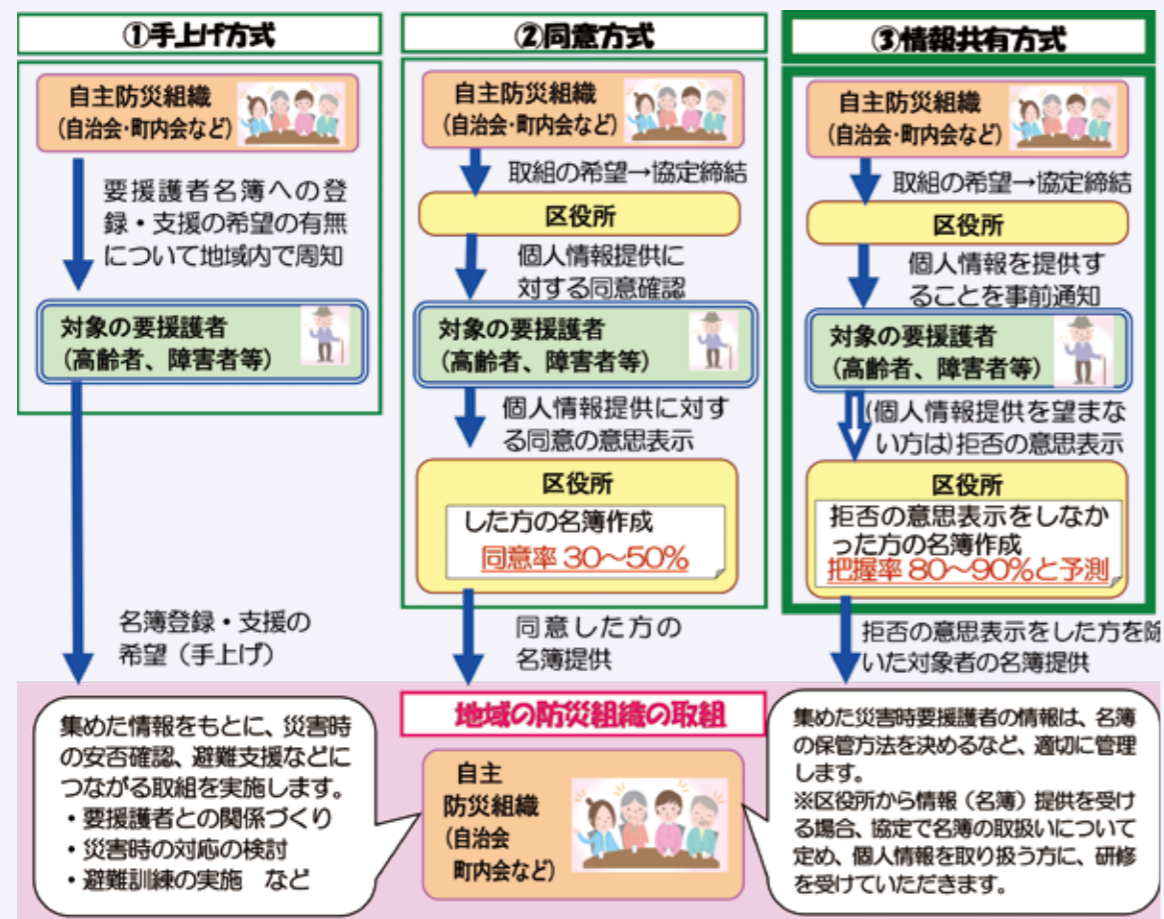 ①手上げ方式
自主防災組織
(自治会・町内会など)
要援護者名簿への登
録・支援の希望の有無
について地域内で周知
対象の要援護者
(高齢者、障害者等)
名簿登録・支援の
希望（手上げ）
②同意方式
自主防災組織
(自治会・町内会など)
取組の希望→協定締結
区役所
個人情報提供に
対する同意確認
対象の要援護者
(高齢者、障害者等)
個人情報提供に対す
る同意の意思表示
区役所
した方の名簿作成
同意率 30～50%
同意した方の
名簿提供
③情報共有方式
自主防災組織
(自治会・町内会など)
取組の希望→協定締結
区役所
個人情報を提供す
ることを事前通知
対象の要援護者
(高齢者、障害者等)
(個人情報提供を望まな
い方は)拒否の意思表示
区役所
拒否の意思表示をしなか
った方の名簿作成
把握率 80～90%と予測
拒否の意思表示をした方を除
いた対象者の名簿提供
集めた情報をもとに、災害時
の安否確認、避難支援などに
つながる取組を実施します。
・要援護者との関係づくり
・災害時の対応の検討
・避難訓練の実施　など
地域の防災組織の取組
自主
防災組織
(自治会
町内会など)
集めた災害時要援護者の情報は、名簿
の保管方法を決めるなど、適切に管理
します。
※区役所から情報（名簿）提供を受け
る場合、協定で名簿の取扱いについて
定め、個人情報を取り扱う方に、研修
を受けていただきます。